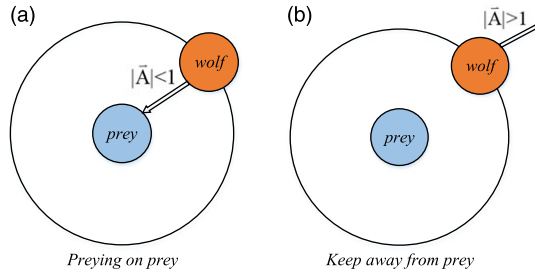 (a)
wolf
|A⃗|<1
prey
Preying on prey
(b)
|A⃗|>1
wolf
prey
Keep away from prey